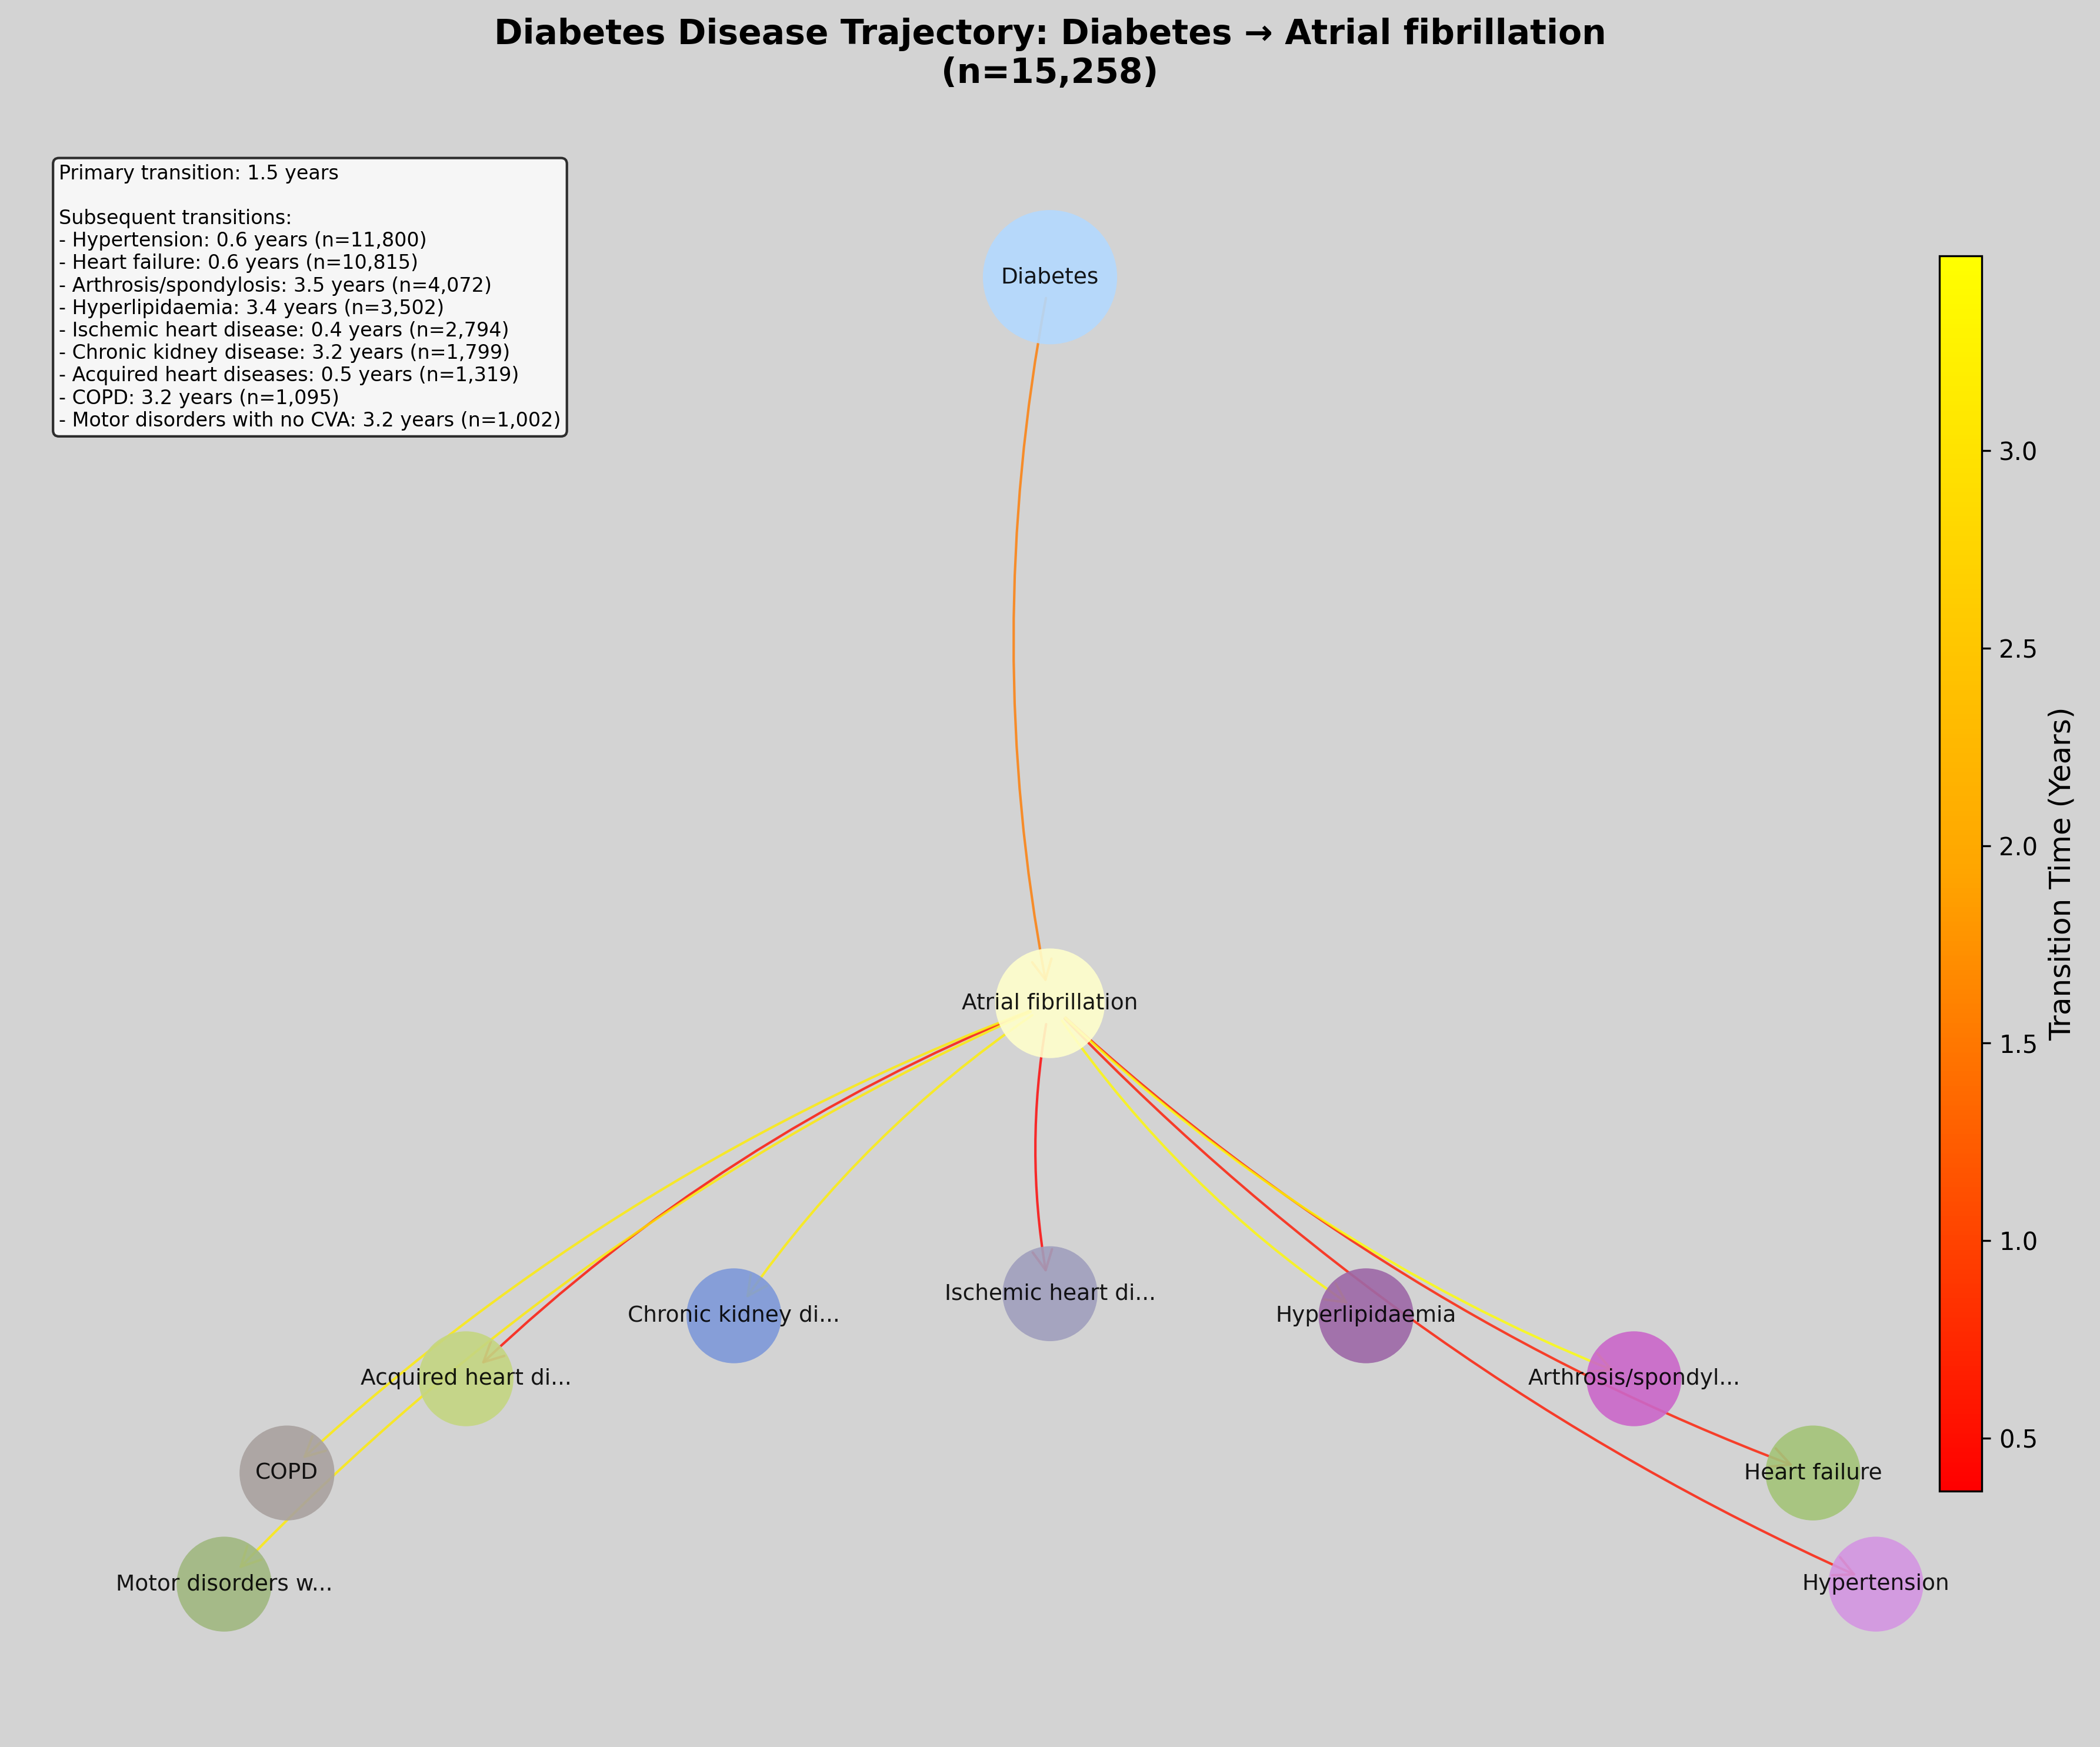 Diabetes Disease Trajectory: Diabetes → Atrial fibrillation
(n=15,258)
Primary transition: 1.5 years
Subsequent transitions:
- Hypertension: 0.6 years (n=11,800)
- Heart failure: 0.6 years (n=10,815)
- Arthrosis/spondylosis: 3.5 years (n=4,072)
- Hyperlipidaemia: 3.4 years (n=3,502)
- Ischemic heart disease: 0.4 years (n=2,794)
- Chronic kidney disease: 3.2 years (n=1,799)
- Acquired heart diseases: 0.5 years (n=1,319)
- COPD: 3.2 years (n=1,095)
- Motor disorders with no CVA: 3.2 years (n=1,002)
Diabetes
Atrial fibrillation
Ischemic heart di...
Chronic kidney di...
Hyperlipidaemia
Acquired heart di...
Arthrosis/spondyl...
COPD
Heart failure
Motor disorders w...
Hypertension
3.0
2.5
2.0
1.5
1.0
0.5
Transition Time (Years)